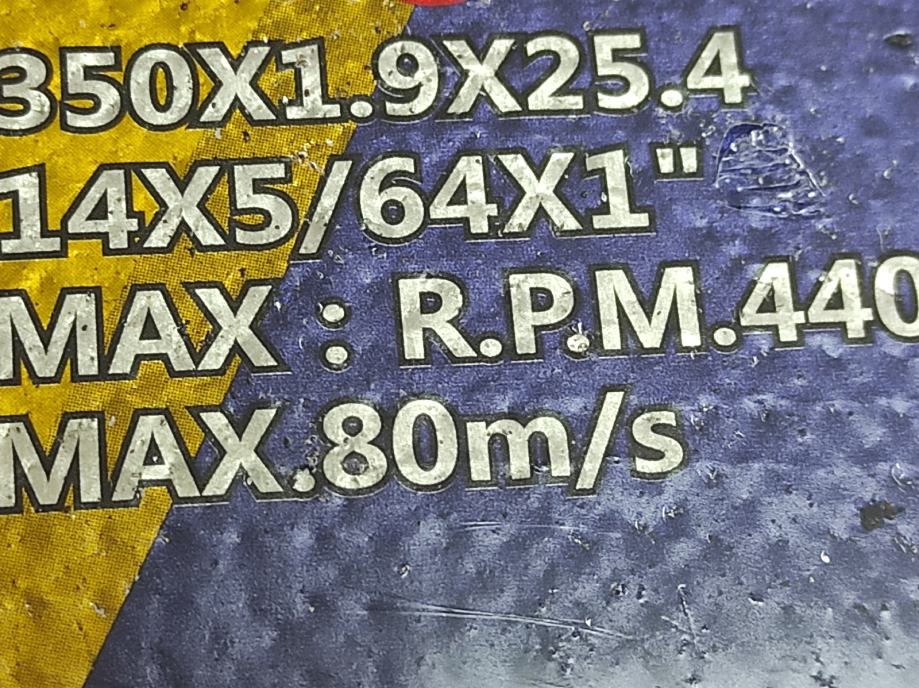 350X1.9X25.4
14X5/64X1"
MAX : R.P.M.440
MAX.80m/s